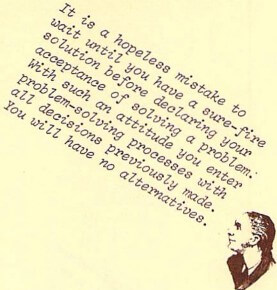 It is a hopeless mistake to
wait until you have a sure-fire
solution before declaring your
acceptance of solving a problem.
With such an attitude you enter
problem-solving processes with
all decisions previously made.
You will have no alternatives.